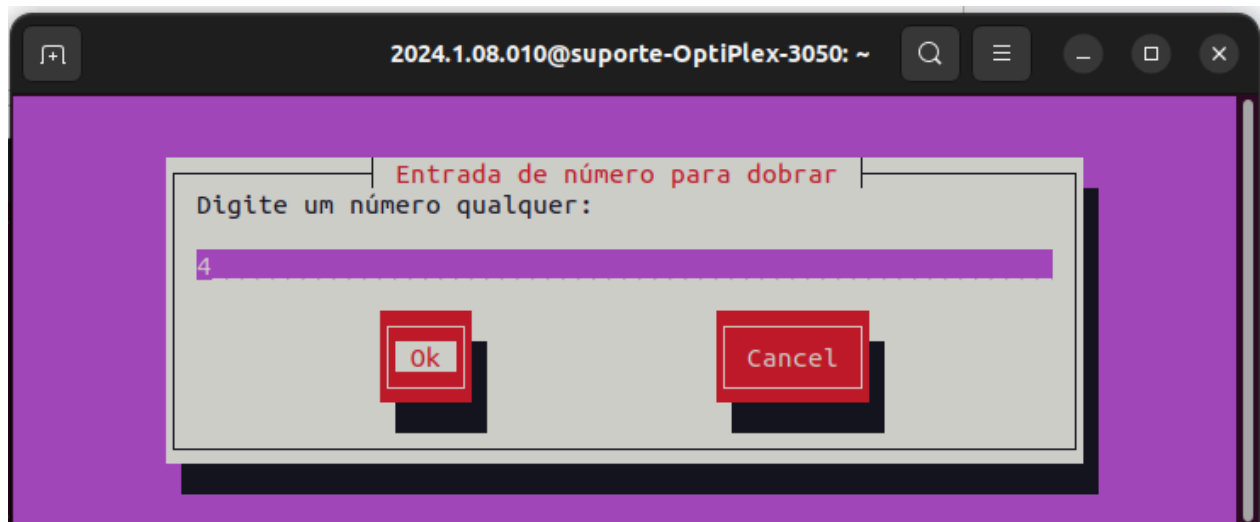 2024.1.08.010@suporte-OptiPlex-3050: ~
Entrada de número para dobrar
Digite um número qualquer:
4
Ok
Cancel